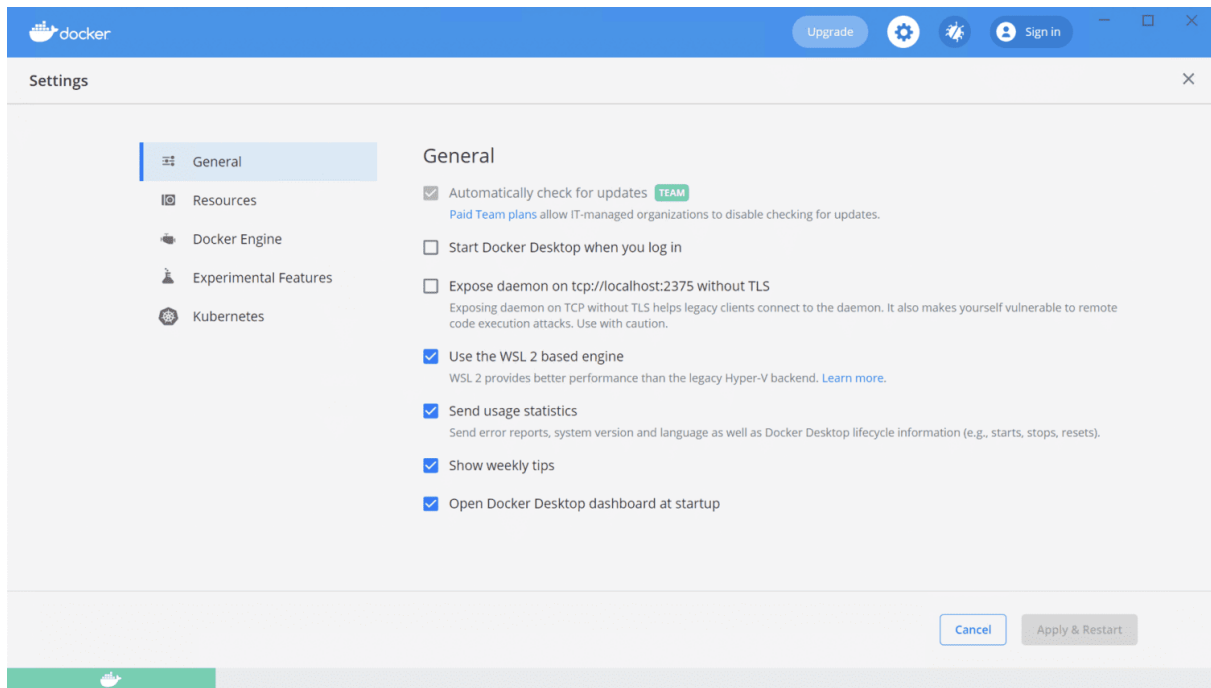 docker
Upgrade
Sign in
Settings
General
Resources
Docker Engine
Experimental Features
Kubernetes
General
Automatically check for updates TEAM
Paid Team plans allow IT-managed organizations to disable checking for updates.
Start Docker Desktop when you log in
Expose daemon on tcp://localhost:2375 without TLS
Exposing daemon on TCP without TLS helps legacy clients connect to the daemon. It also makes yourself vulnerable to remote
code execution attacks. Use with caution.
Use the WSL 2 based engine
WSL 2 provides better performance than the legacy Hyper-V backend. Learn more.
Send usage statistics
Send error reports, system version and language as well as Docker Desktop lifecycle information (e.g., starts, stops, resets).
Show weekly tips
Open Docker Desktop dashboard at startup
Cancel
Apply & Restart